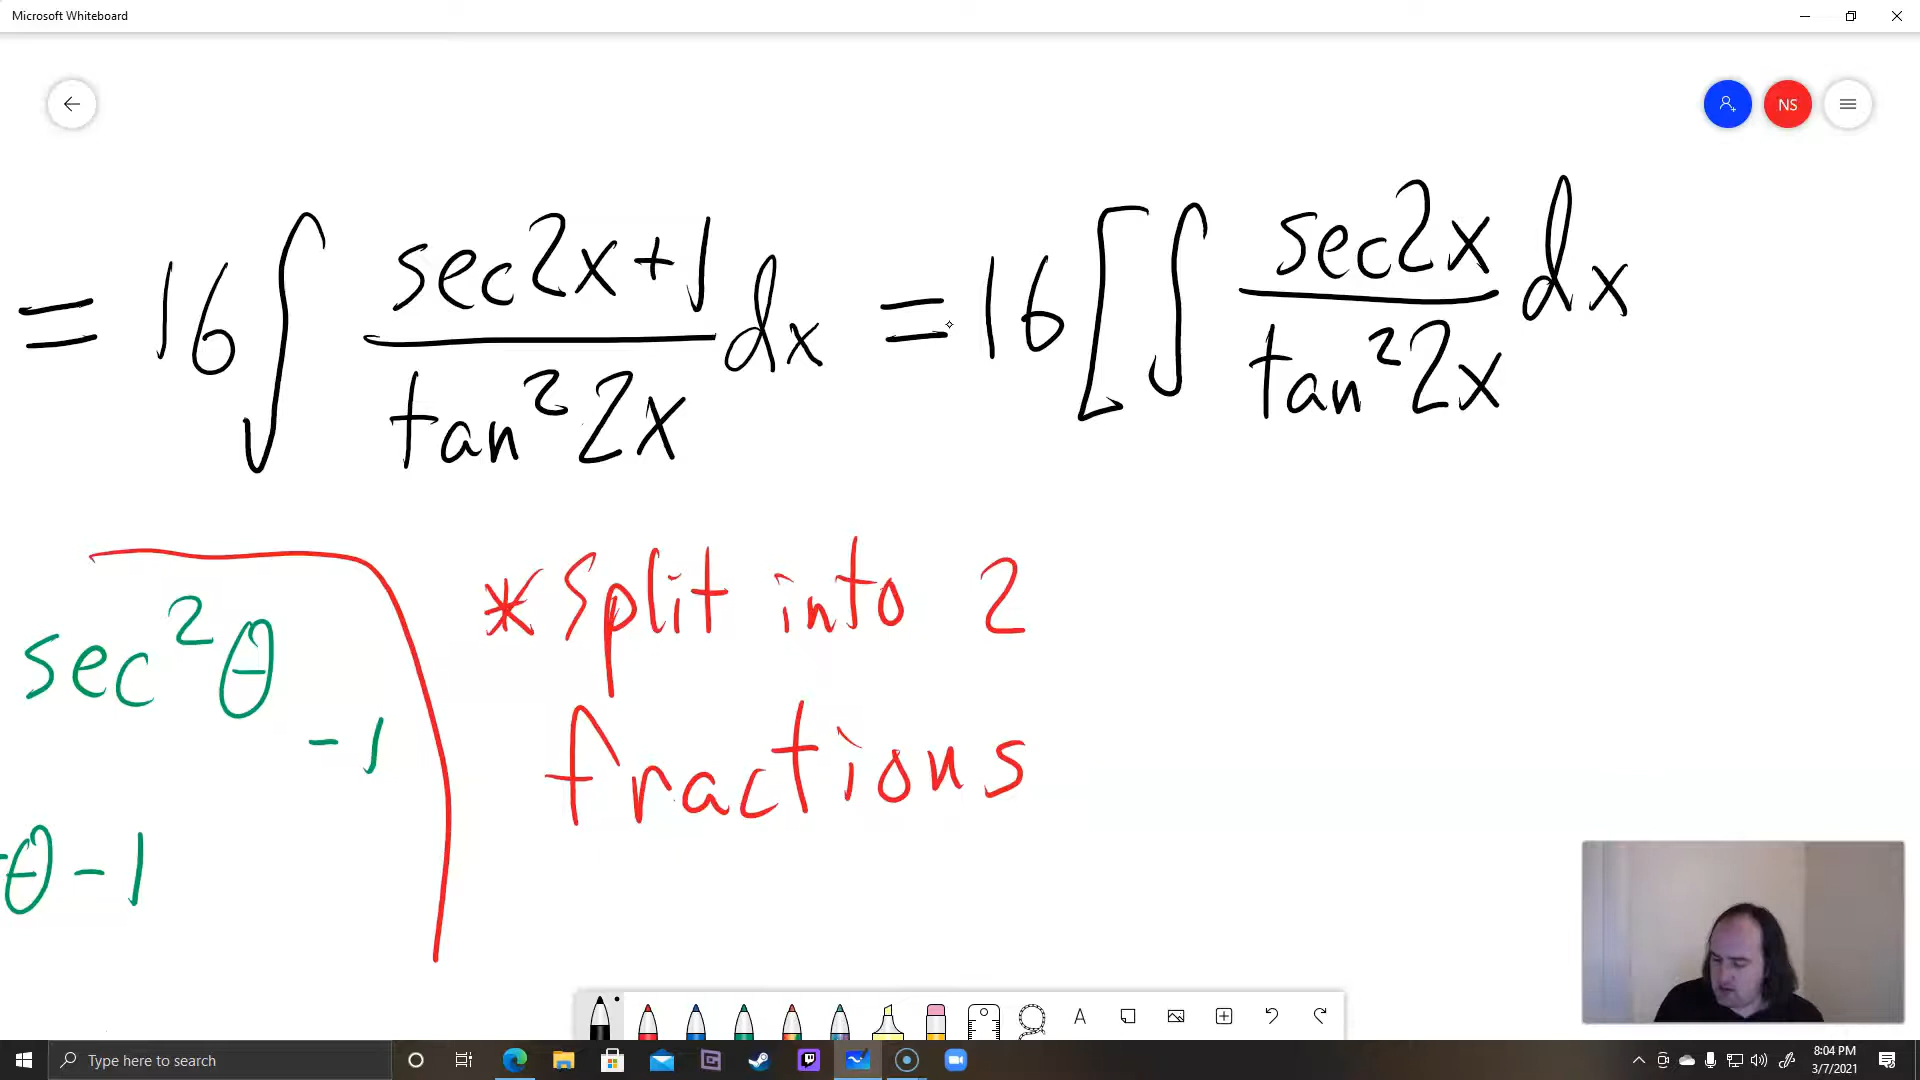 Microsoft Whiteboard
NS
= 16 ∫ sec2x+1 / tan²2x dx = 16 [ ∫ sec2x / tan²2x dx
*Split into 2
fractions
sec²θ
-1
θ-1
A
Type here to search
8:04 PM
3/7/2021